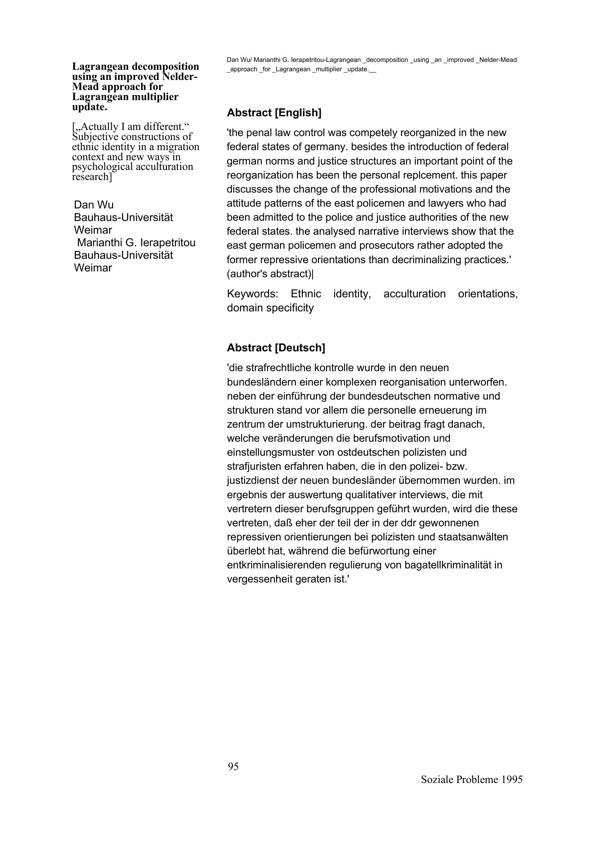 Dan Wu/ Marianthi G. Ierapetritou-Lagrangean _decomposition _using _an _improved _Nelder-Mead
_approach _for _Lagrangean _multiplier _update.__
Lagrangean decomposition
using an improved Nelder-
Mead approach for
Lagrangean multiplier
update.
[„Actually I am different.“
Subjective constructions of
ethnic identity in a migration
context and new ways in
psychological acculturation
research]
Dan Wu
Bauhaus-Universität
Weimar
Marianthi G. Ierapetritou
Bauhaus-Universität
Weimar
Abstract [English]
'the penal law control was competely reorganized in the new
federal states of germany. besides the introduction of federal
german norms and justice structures an important point of the
reorganization has been the personal replcement. this paper
discusses the change of the professional motivations and the
attitude patterns of the east policemen and lawyers who had
been admitted to the police and justice authorities of the new
federal states. the analysed narrative interviews show that the
east german policemen and prosecutors rather adopted the
former repressive orientations than decriminalizing practices.'
(author's abstract)|
Keywords: Ethnic identity, acculturation orientations,
domain specificity
Abstract [Deutsch]
'die strafrechtliche kontrolle wurde in den neuen
bundesländern einer komplexen reorganisation unterworfen.
neben der einführung der bundesdeutschen normative und
strukturen stand vor allem die personelle erneuerung im
zentrum der umstrukturierung. der beitrag fragt danach,
welche veränderungen die berufsmotivation und
einstellungsmuster von ostdeutschen polizisten und
strafjuristen erfahren haben, die in den polizei- bzw.
justizdienst der neuen bundesländer übernommen wurden. im
ergebnis der auswertung qualitativer interviews, die mit
vertretern dieser berufsgruppen geführt wurden, wird die these
vertreten, daß eher der teil der in der ddr gewonnenen
repressiven orientierungen bei polizisten und staatsanwälten
überlebt hat, während die befürwortung einer
entkriminalisierenden regulierung von bagatellkriminalität in
vergessenheit geraten ist.'
95
Soziale Probleme 1995